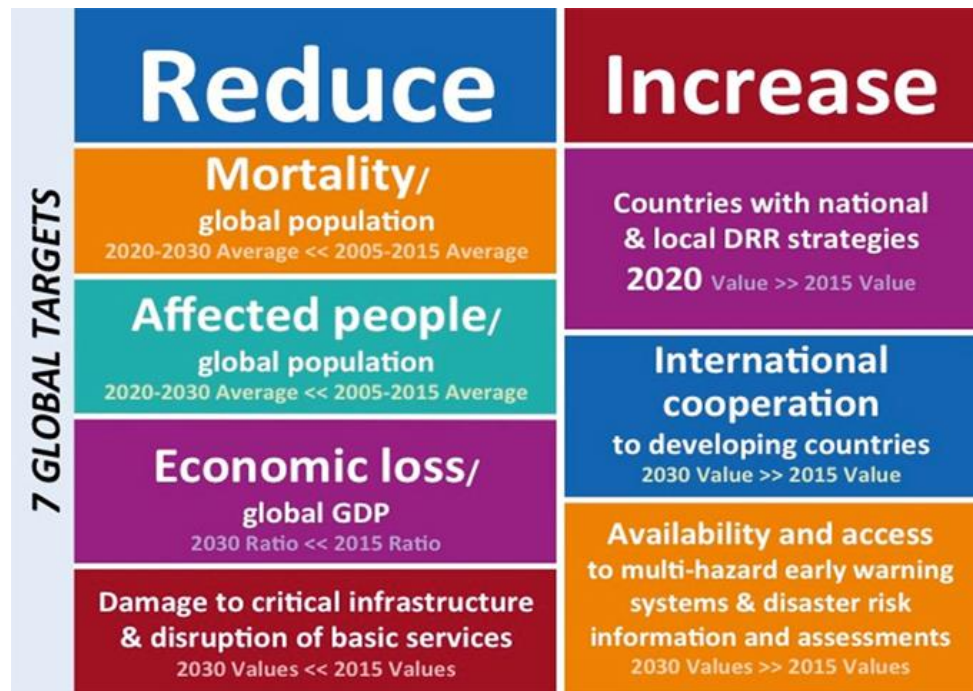 7 GLOBAL TARGETS
Reduce
Mortality/
global population
2020-2030 Average << 2005-2015 Average
Affected people/
global population
2020-2030 Average << 2005-2015 Average
Economic loss/
global GDP
2030 Ratio << 2015 Ratio
Damage to critical infrastructure
& disruption of basic services
2030 Values << 2015 Values
Increase
Countries with national
& local DRR strategies
2020 Value >> 2015 Value
International
cooperation
to developing countries
2030 Value >> 2015 Value
Availability and access
to multi-hazard early warning
systems & disaster risk
information and assessments
2030 Values >> 2015 Values